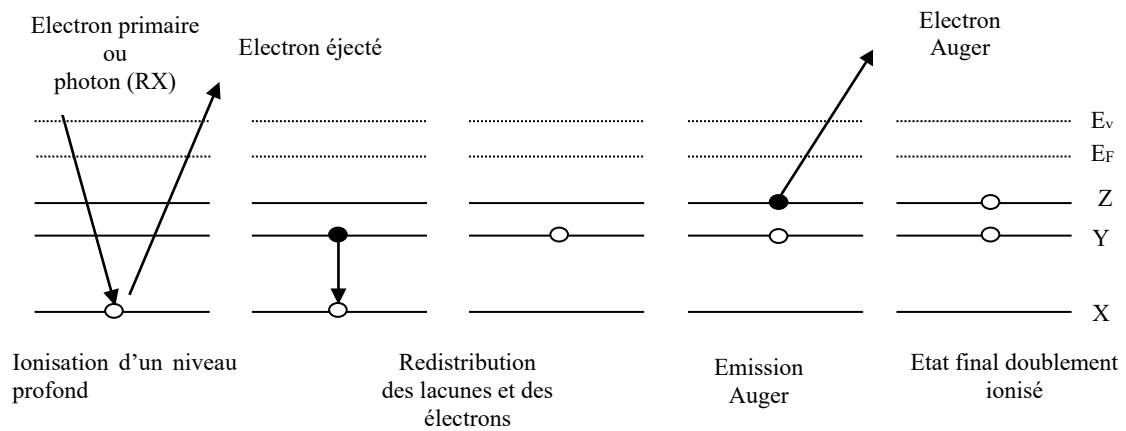 Electron primaire
ou
photon (RX)
Electron éjecté
Electron
Auger
Ev
EF
Z
Y
X
Ionisation d’un niveau
profond
Redistribution
des lacunes et des
électrons
Emission
Auger
Etat final doublement
ionisé